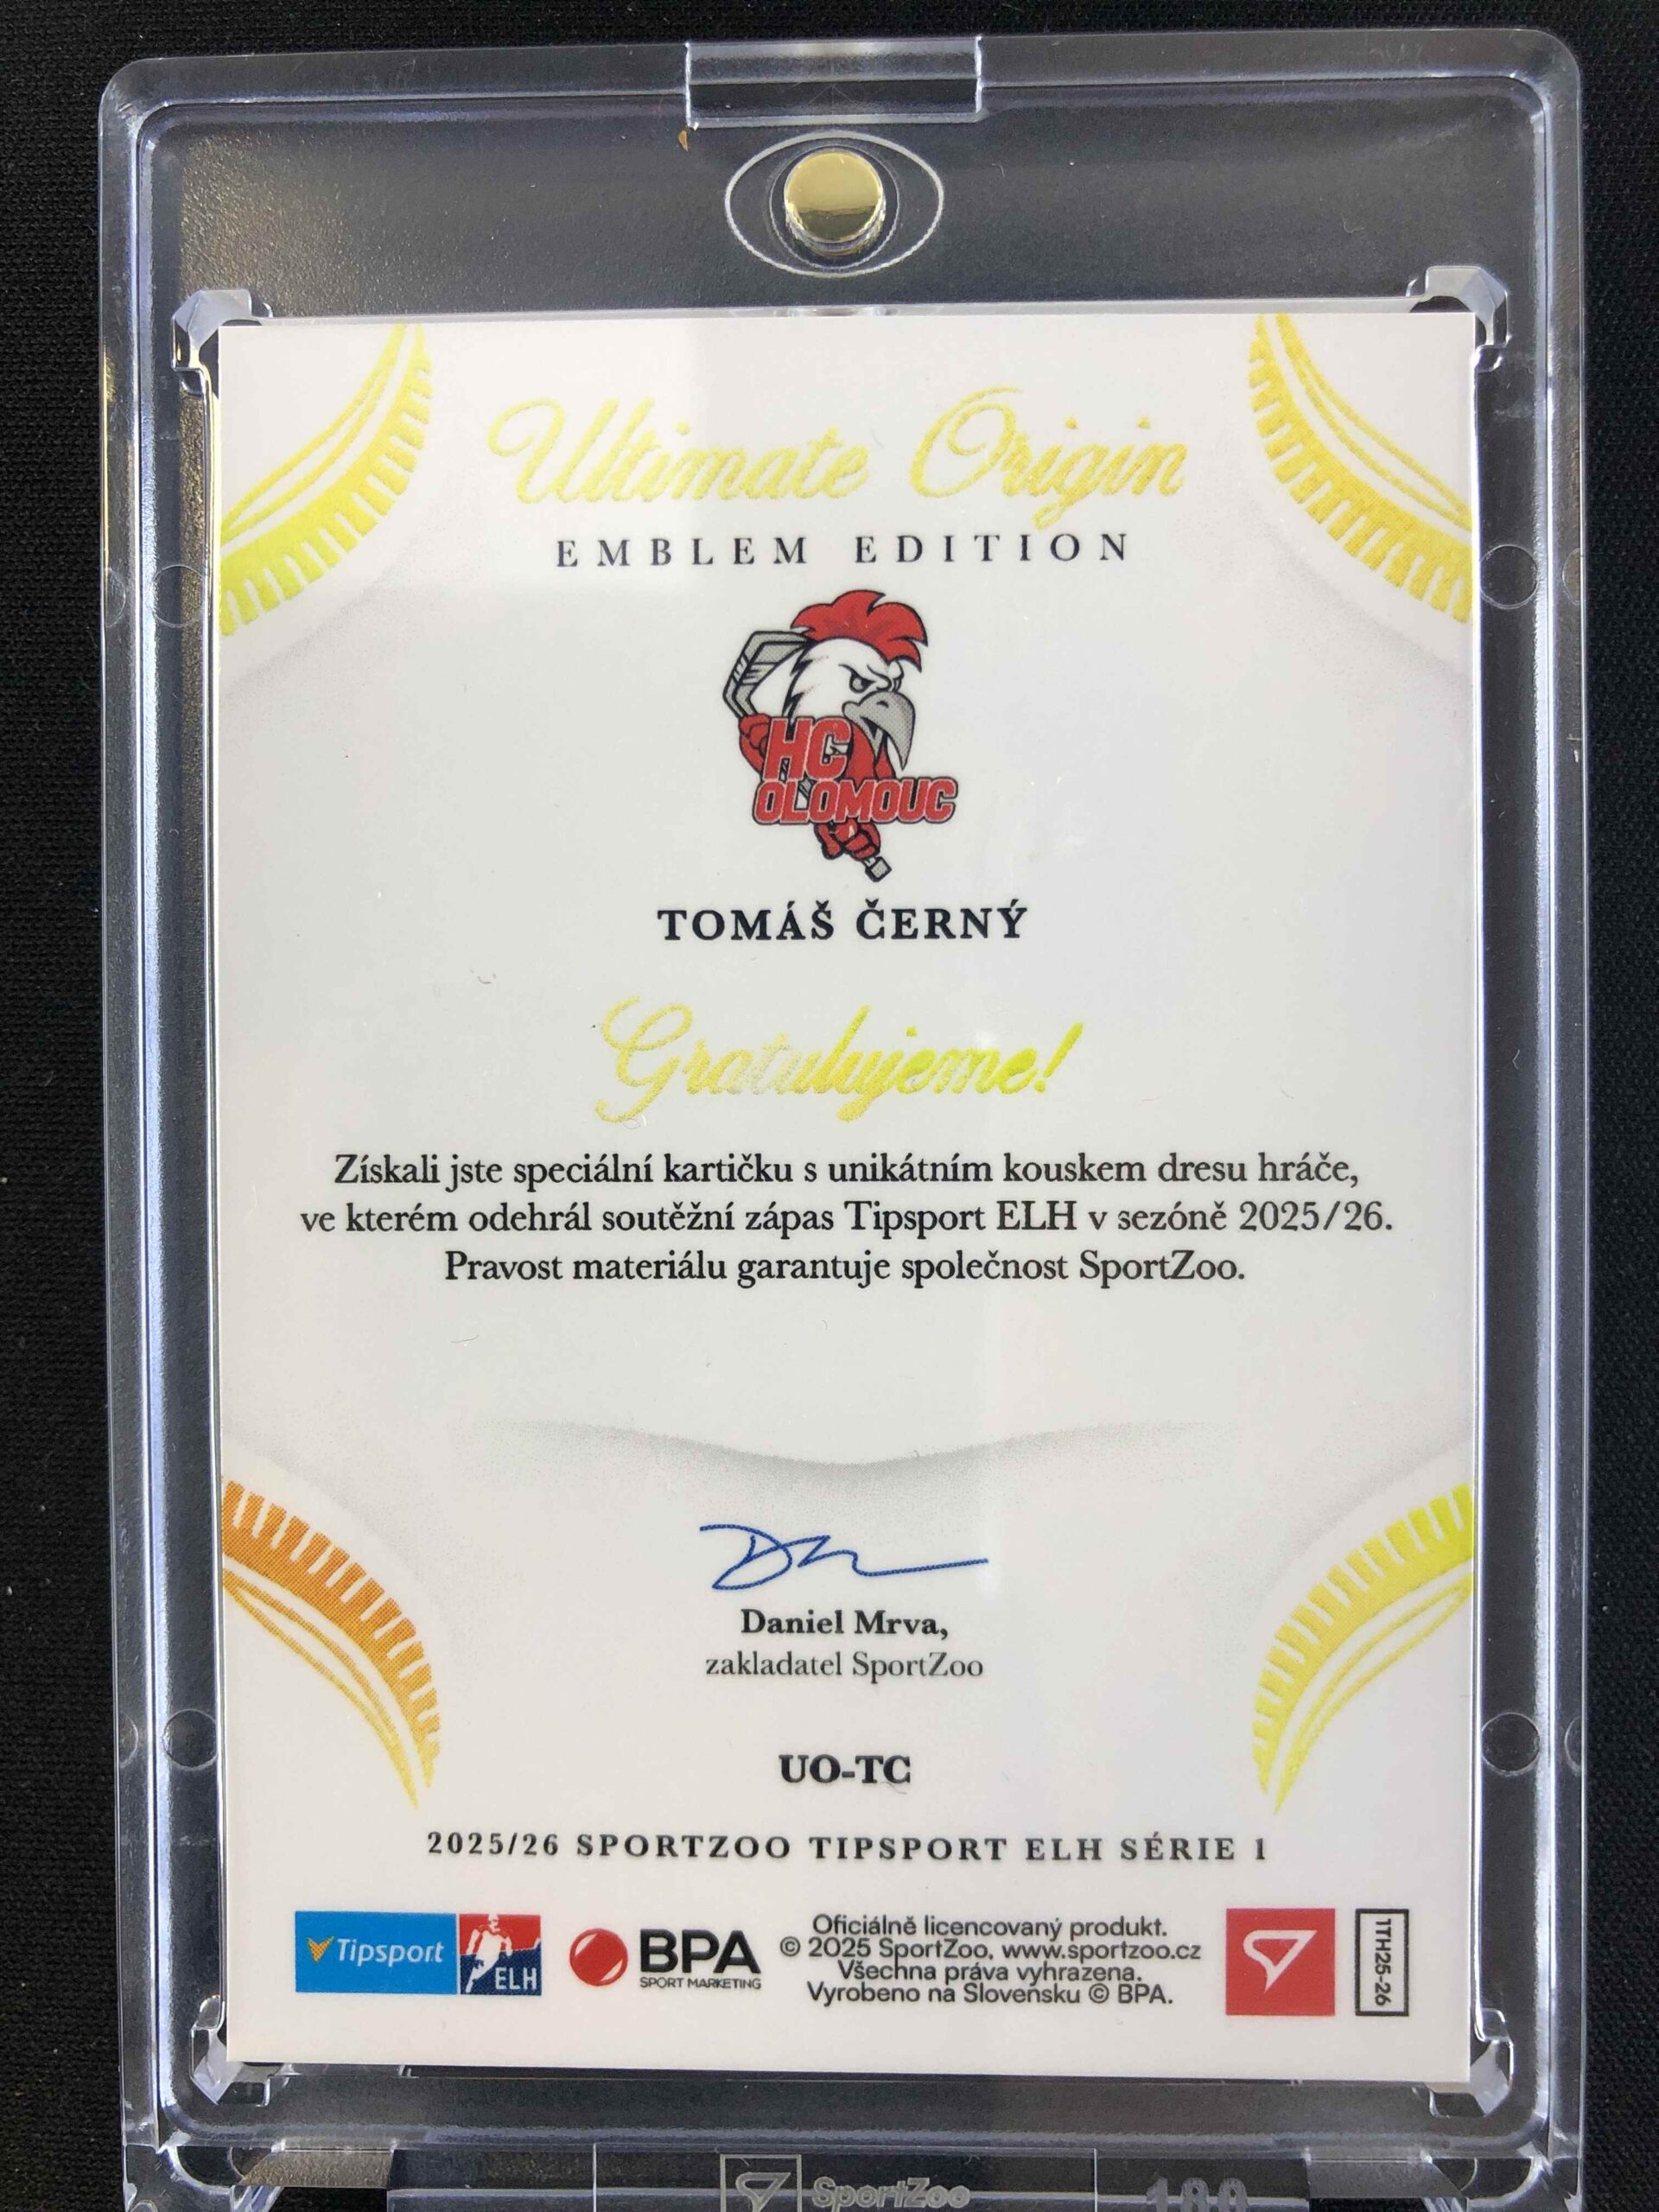 Ultimate Origin
EMBLEM EDITION
HC
OLOMOUC
TOMÁŠ ČERNÝ
Gratulujeme!
Získali jste speciální kartičku s unikátním kouskem dresu hráče,
ve kterém odehrál soutěžní zápas Tipsport ELH v sezóně 2025/26.
Pravost materiálu garantuje společnost SportZoo.
Daniel Mrva,
zakladatel SportZoo
UO-TC
2025/26 SPORTZOO TIPSPORT ELH SÉRIE 1
Tipsport
ELH
BPA
SPORT MARKETING
Oficiálně licencovaný produkt.
© 2025 SportZoo, www.sportzoo.cz
Všechna práva vyhrazena.
Vyrobeno na Slovensku © BPA.
1TH25-26
SportZoo
180